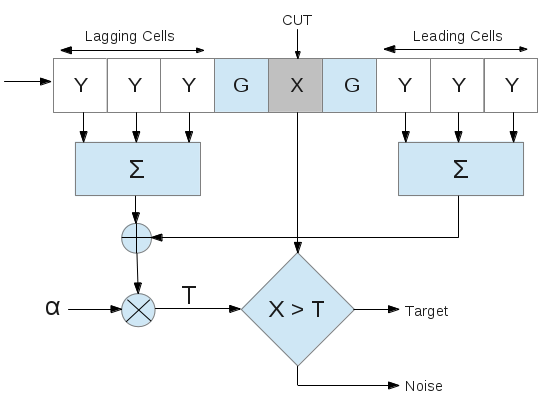 CUT
Lagging Cells
Leading Cells
Y Y Y G X G Y Y Y
Σ Σ
α
T
X > T
Target
Noise